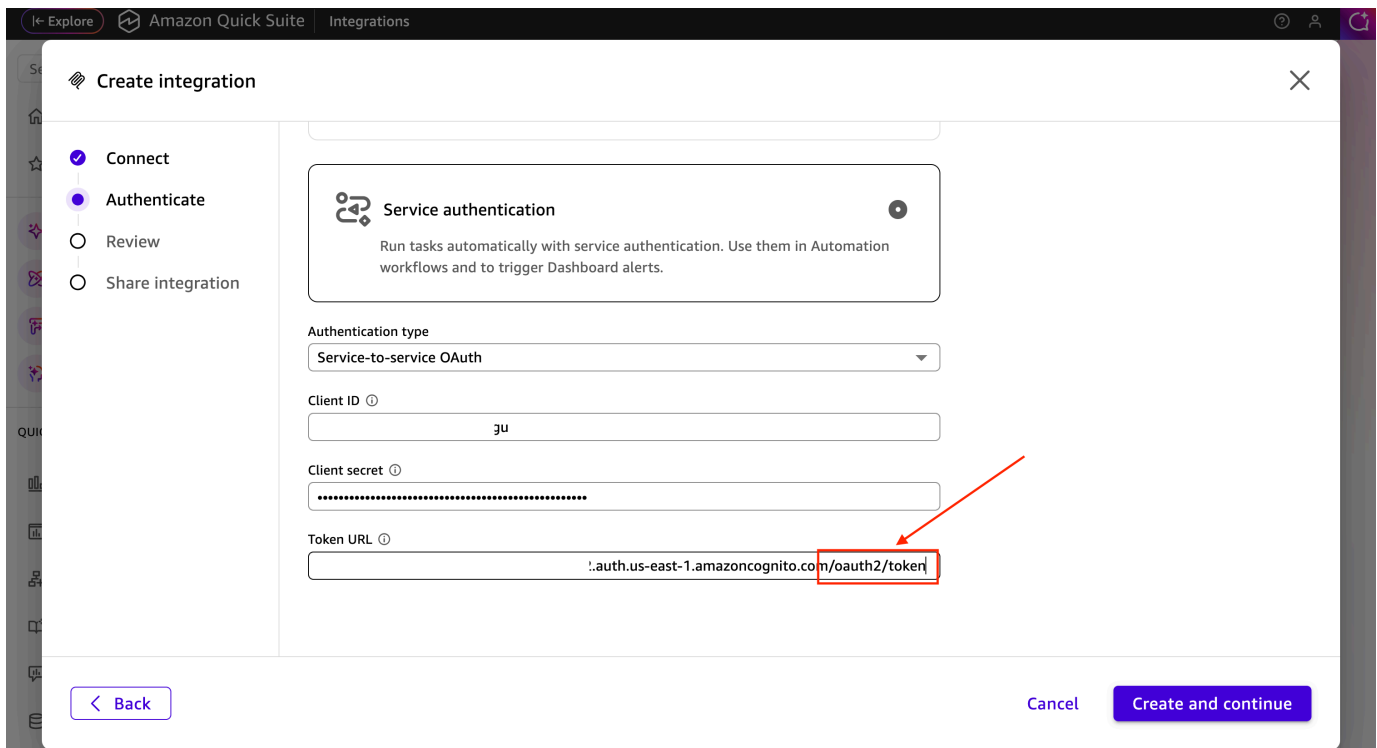 Explore
Amazon Quick Suite
Integrations
Create integration
Connect
Authenticate
Review
Share integration
Service authentication
Run tasks automatically with service authentication. Use them in Automation
workflows and to trigger Dashboard alerts.
Authentication type
Service-to-service OAuth
Client ID
gu
Client secret
Token URL
.auth.us-east-1.amazoncognito.com/oauth2/token
Back
Cancel
Create and continue